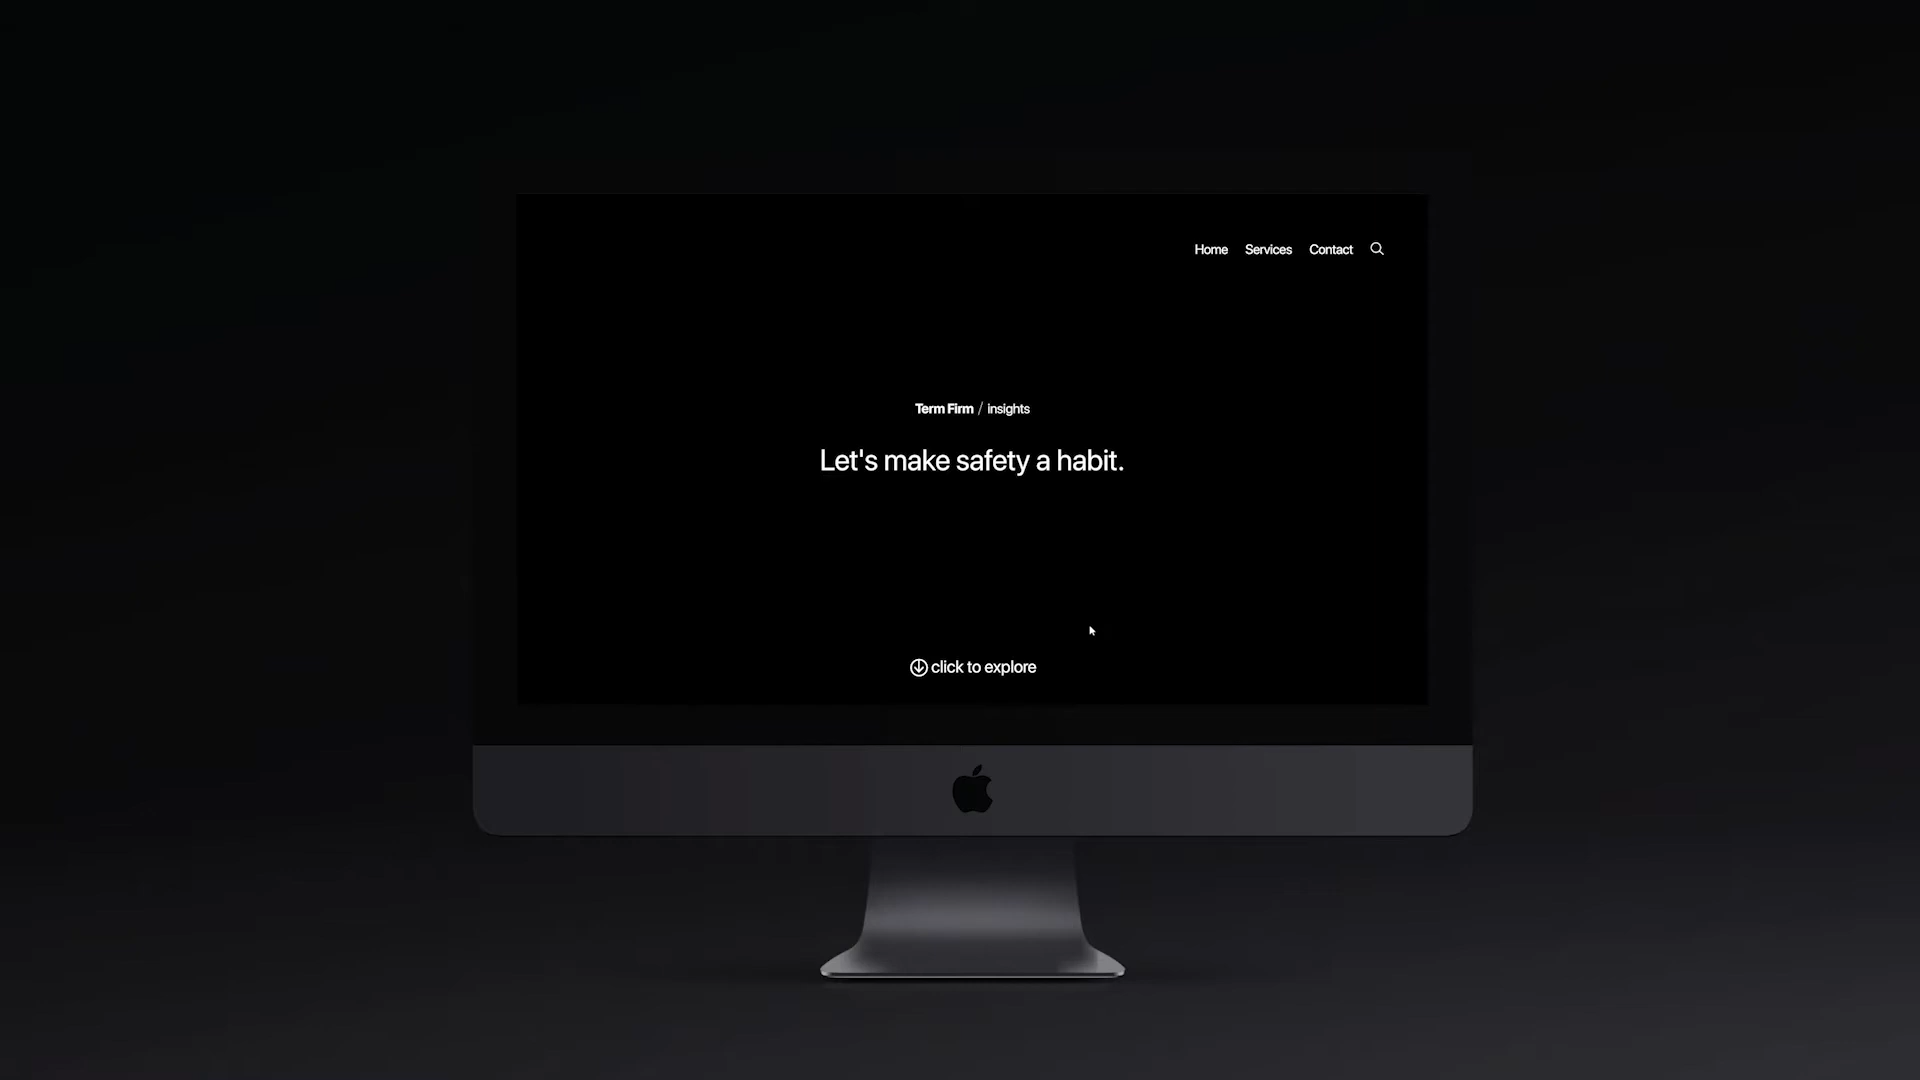 Home Services Contact
Term Firm / insights
Let's make safety a habit.
click to explore